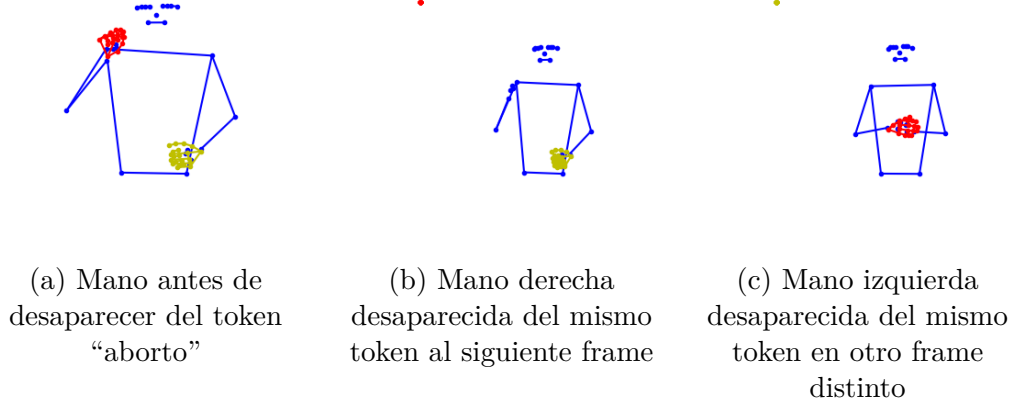 (a) Mano antes de
desaparecer del token
“aborto”
(b) Mano derecha
desaparecida del mismo
token al siguiente frame
(c) Mano izquierda
desaparecida del mismo
token en otro frame
distinto